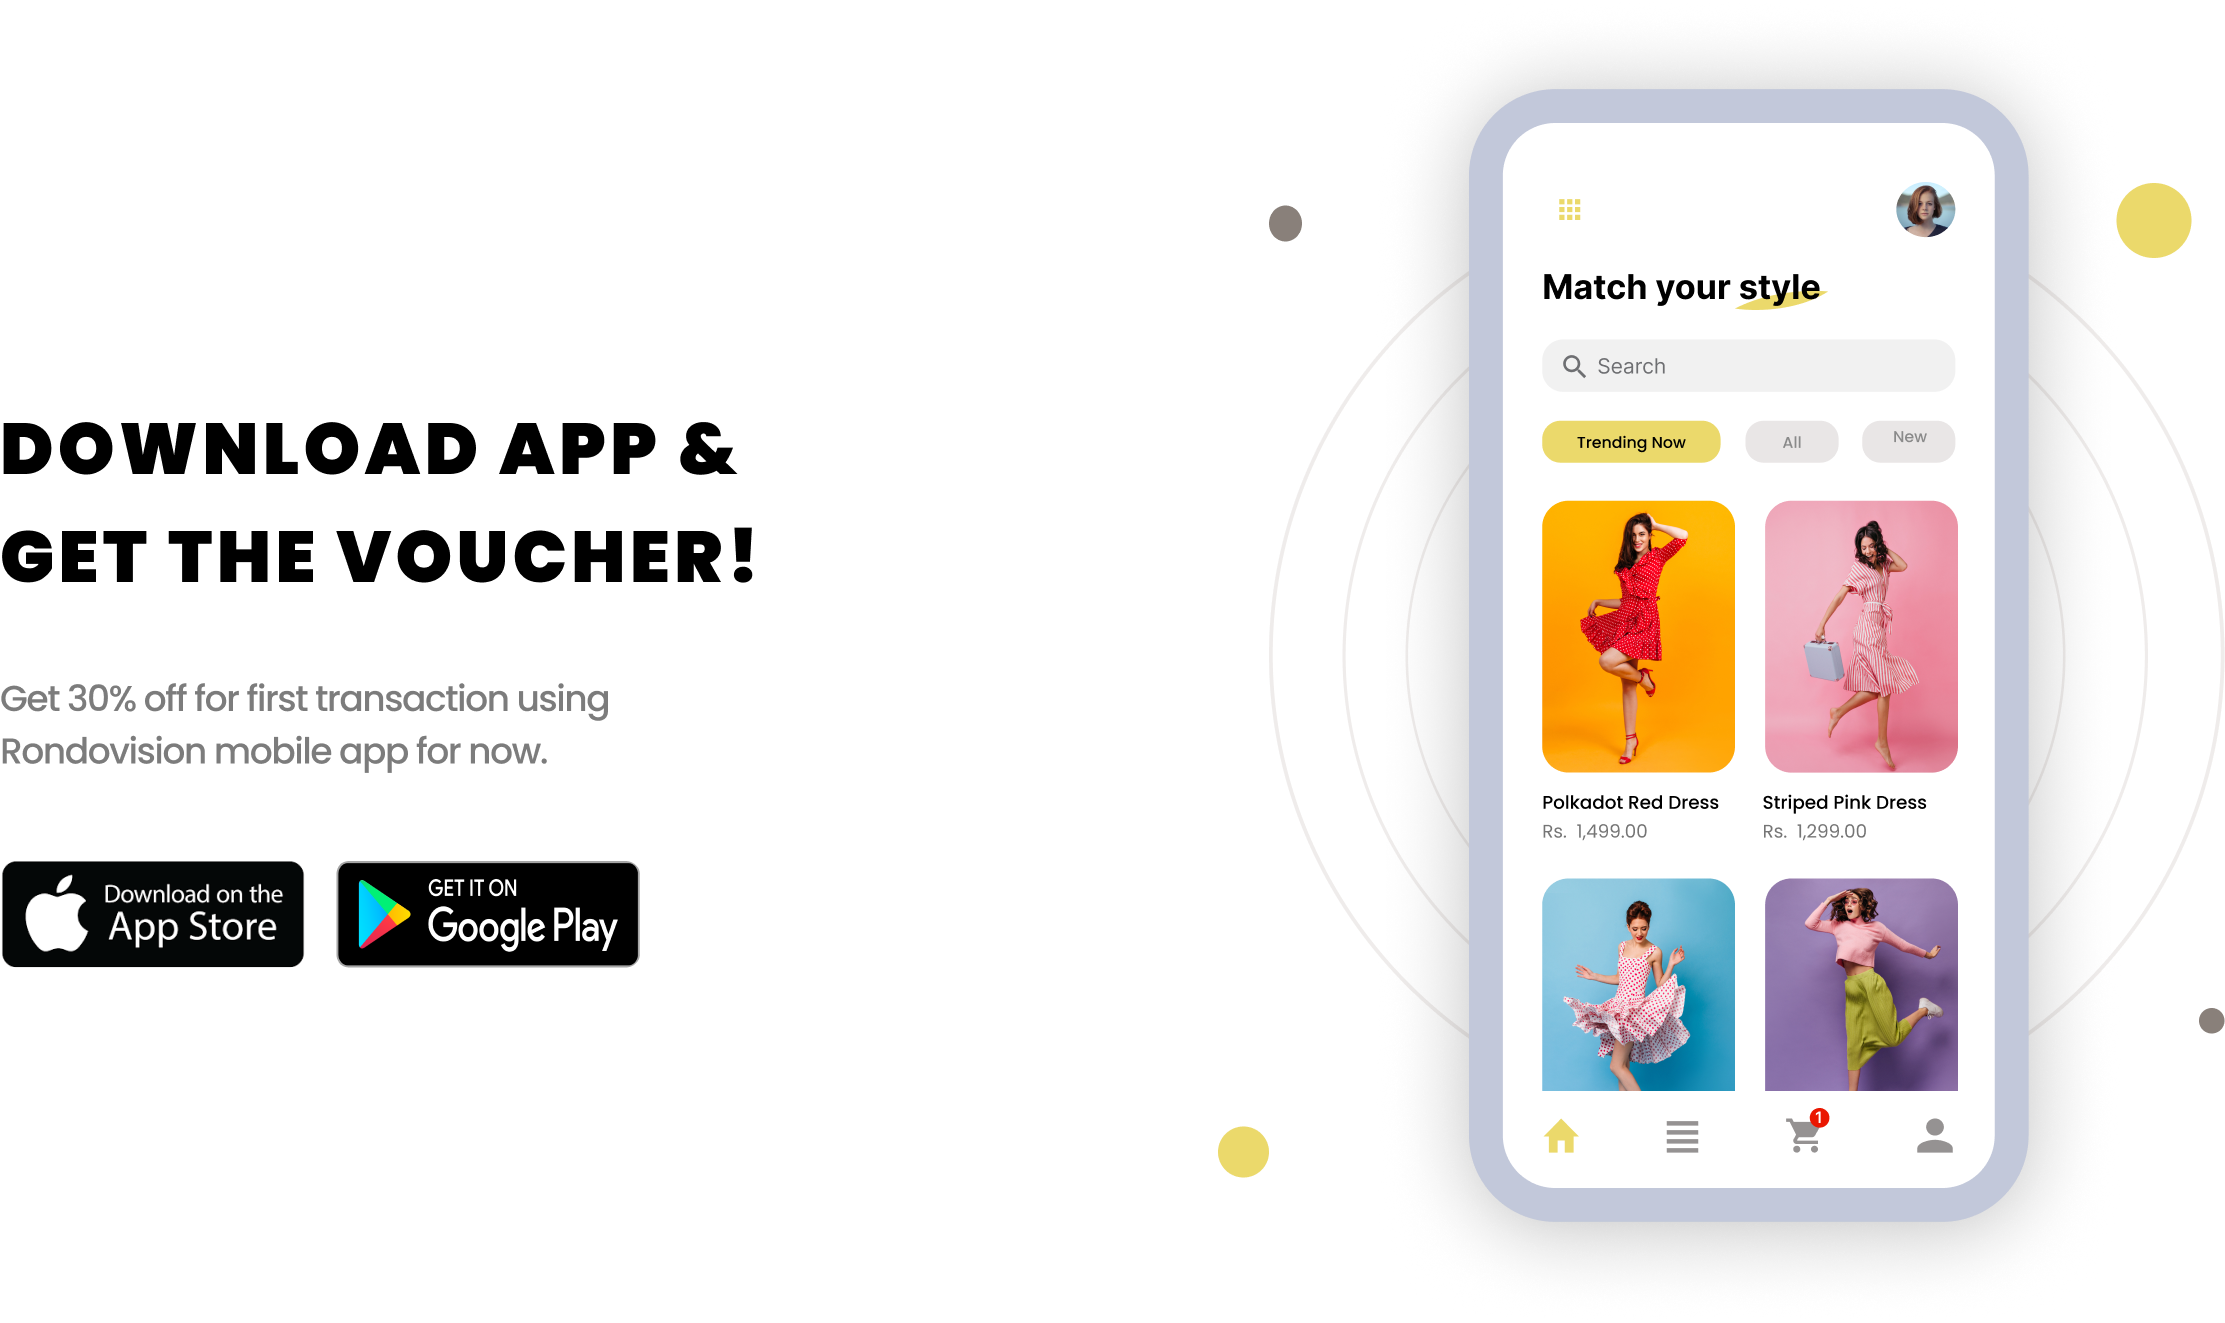 DOWNLOAD APP &
GET THE VOUCHER!
Get 30% off for first transaction using
Rondovision mobile app for now.
Download on the
App Store
GET IT ON
Google Play
Match your style
Search
Trending Now
All
New
Polkadot Red Dress
Rs. 1,499.00
Striped Pink Dress
Rs. 1,299.00
1